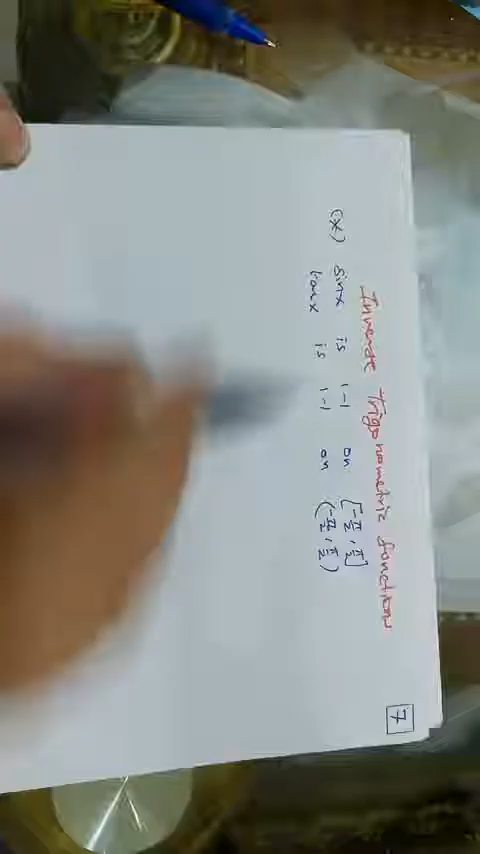 7
Inverse Trigonometric functions
(*) sinx is 1-1 on [-π/2, π/2]
tanx is 1-1 on (-π/2, π/2)